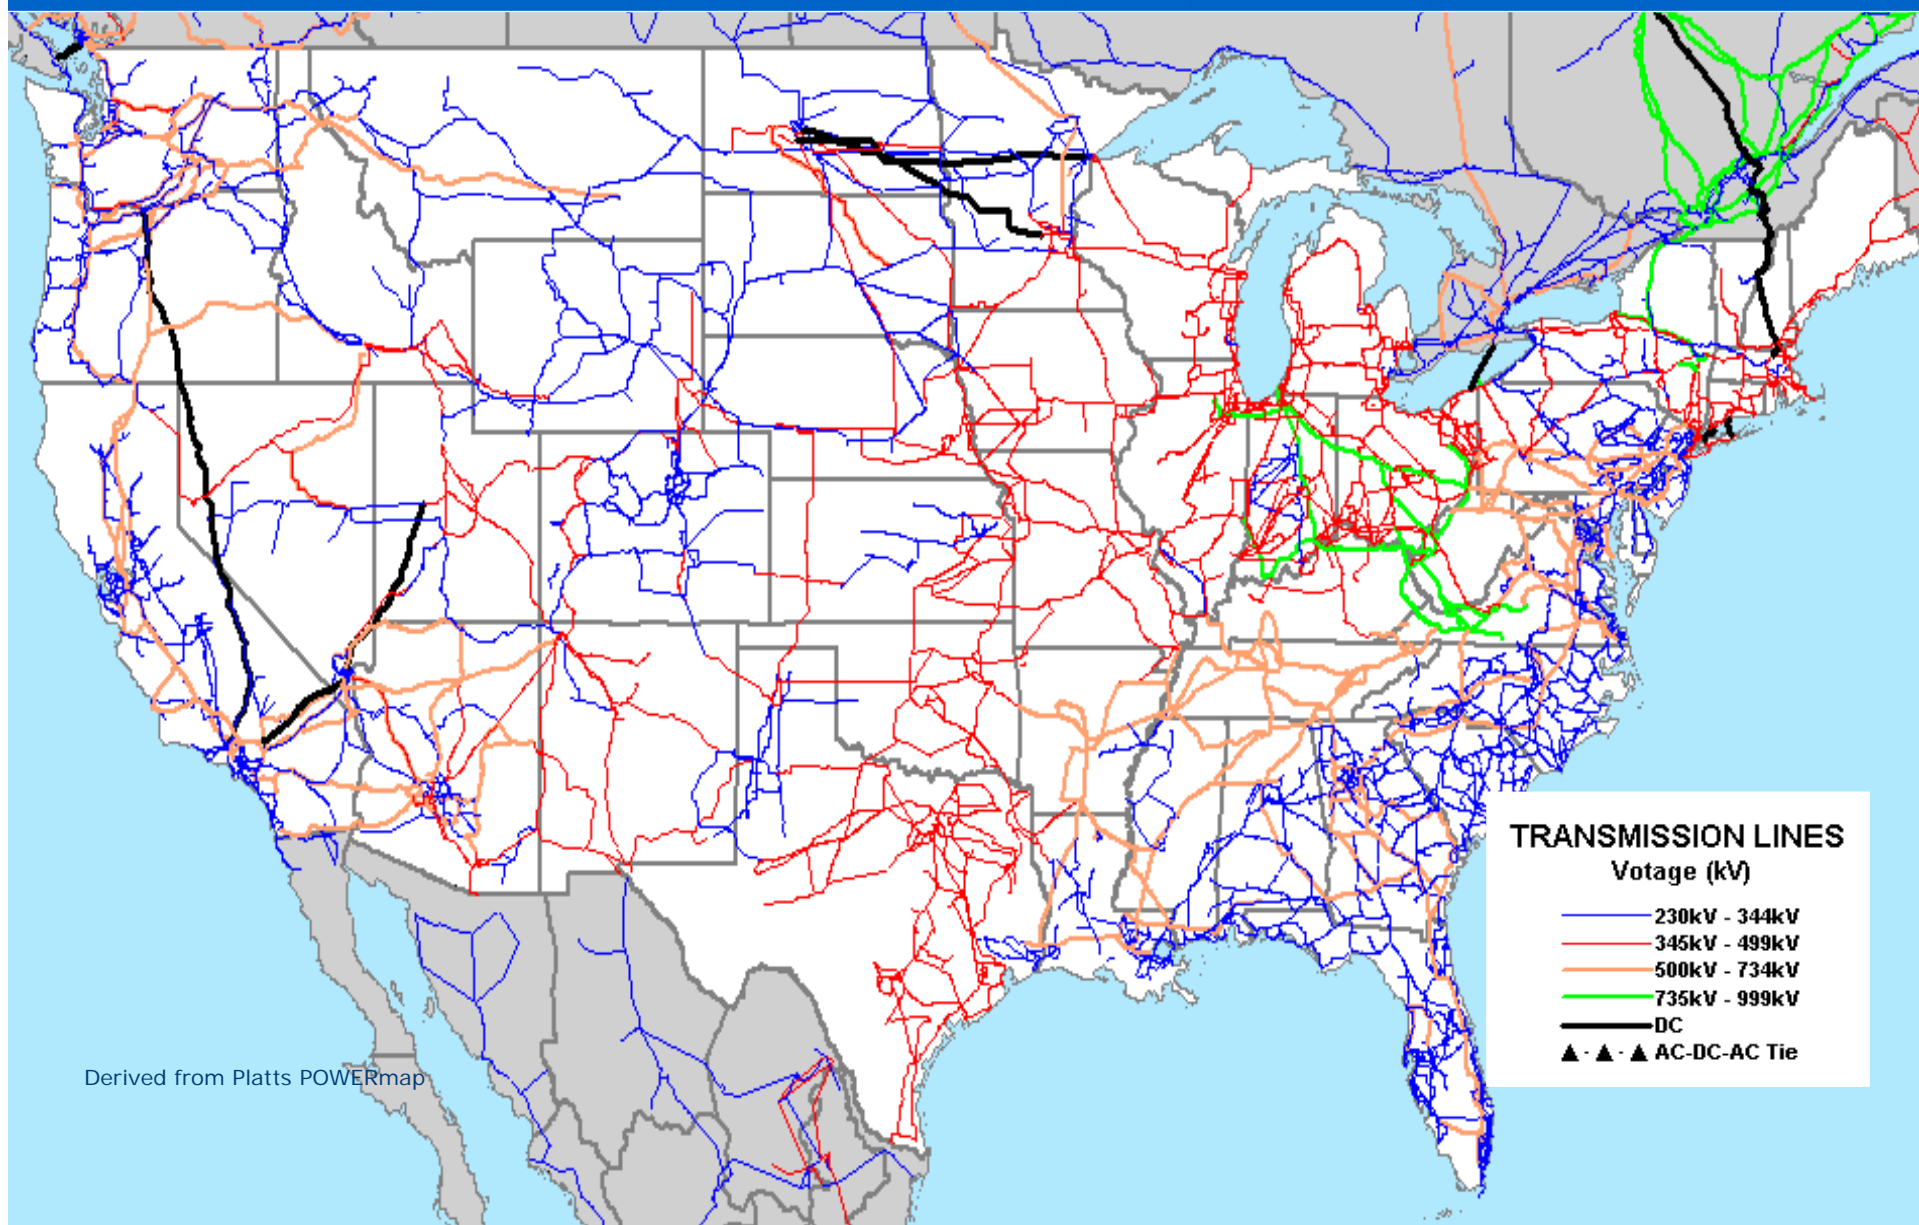 TRANSMISSION LINES
Votage (kV)
230kV - 344kV
345kV - 499kV
500kV - 734kV
735kV - 999kV
DC
AC-DC-AC Tie
Derived from Platts POWERmap